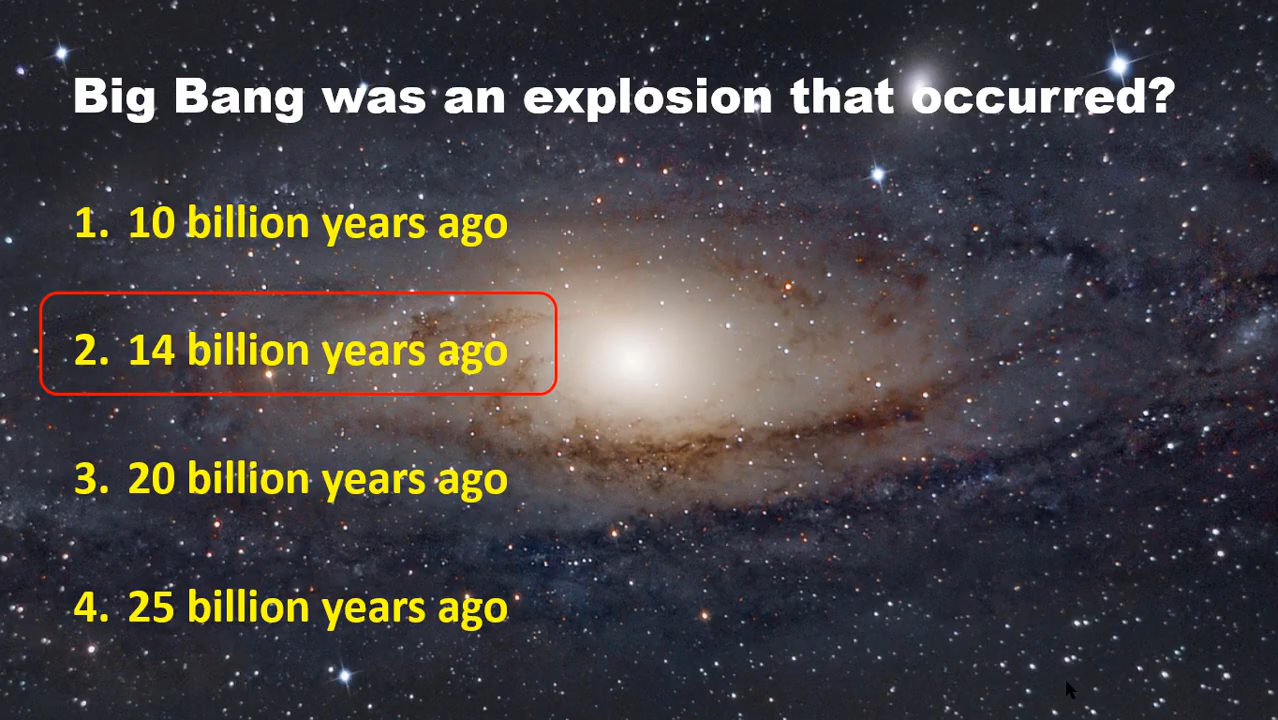 Big Bang was an explosion that occurred?
1. 10 billion years ago
2. 14 billion years ago
3. 20 billion years ago
4. 25 billion years ago